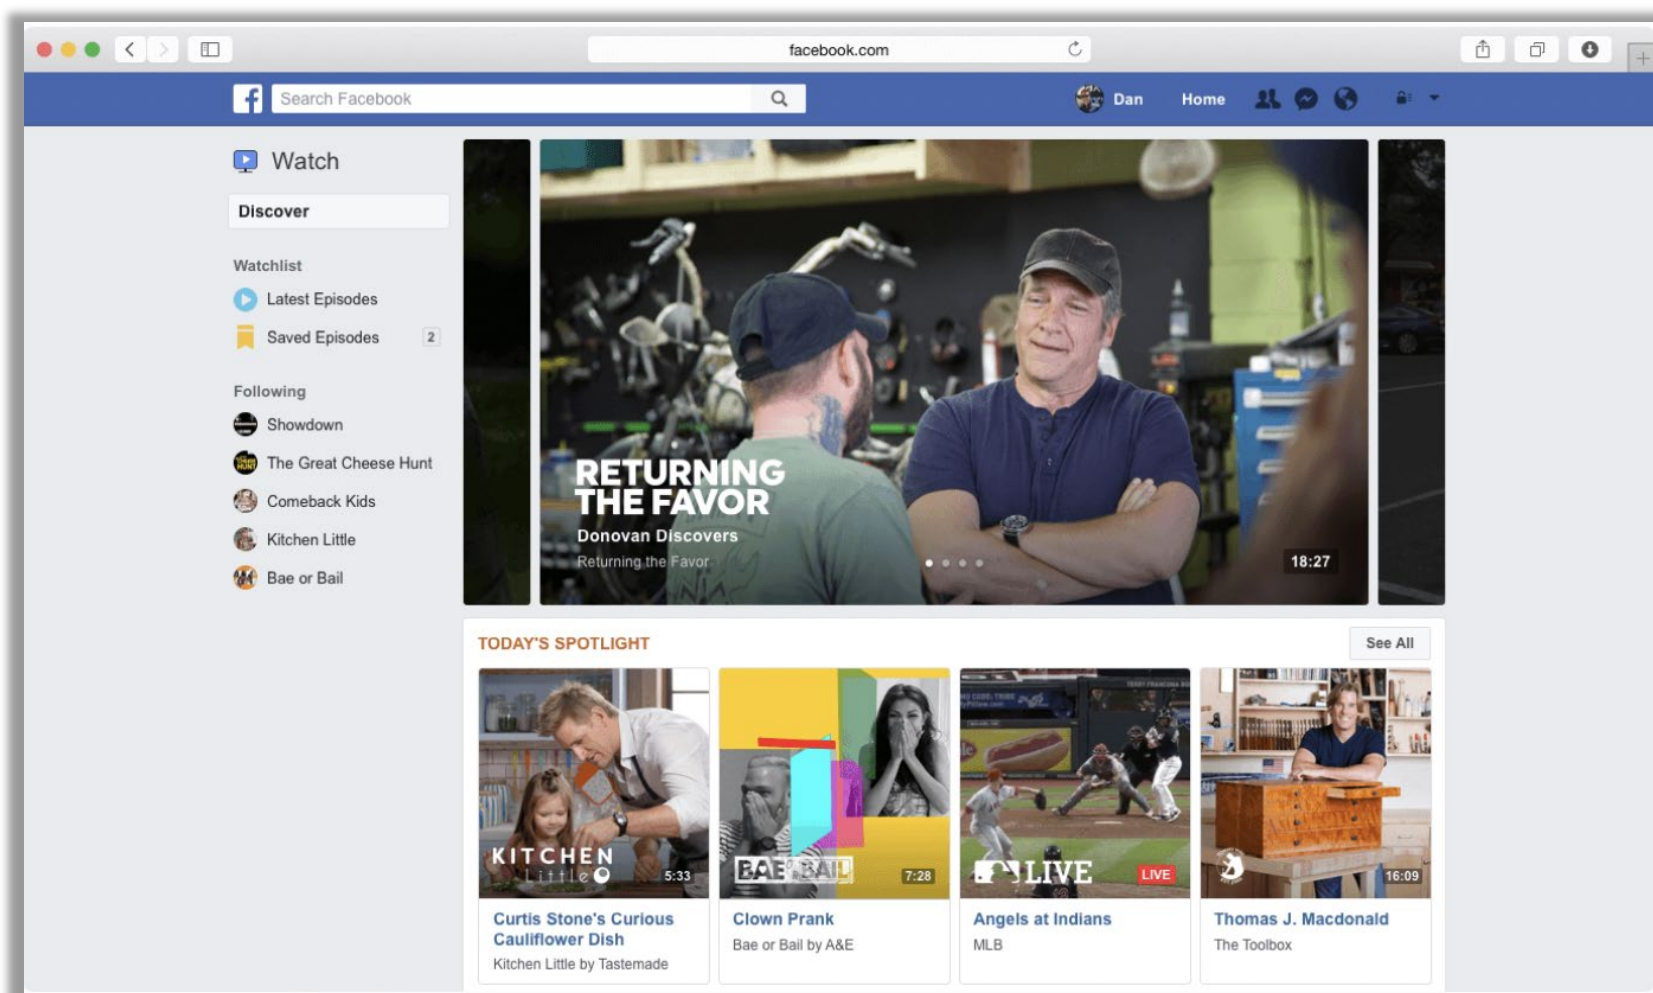 facebook.com
Search Facebook
Dan
Home
Watch
Discover
Watchlist
Latest Episodes
Saved Episodes 2
Following
Showdown
The Great Cheese Hunt
Comeback Kids
Kitchen Little
Bae or Bail
RETURNING
THE FAVOR
Donovan Discovers
Returning the Favor
18:27
TODAY'S SPOTLIGHT
See All
KITCHEN
Little
5:33
Curtis Stone's Curious
Cauliflower Dish
Kitchen Little by Tastemade
BAE OR BAIL
7:28
Clown Prank
Bae or Bail by A&E
LIVE
LIVE
Angels at Indians
MLB
16:09
Thomas J. Macdonald
The Toolbox